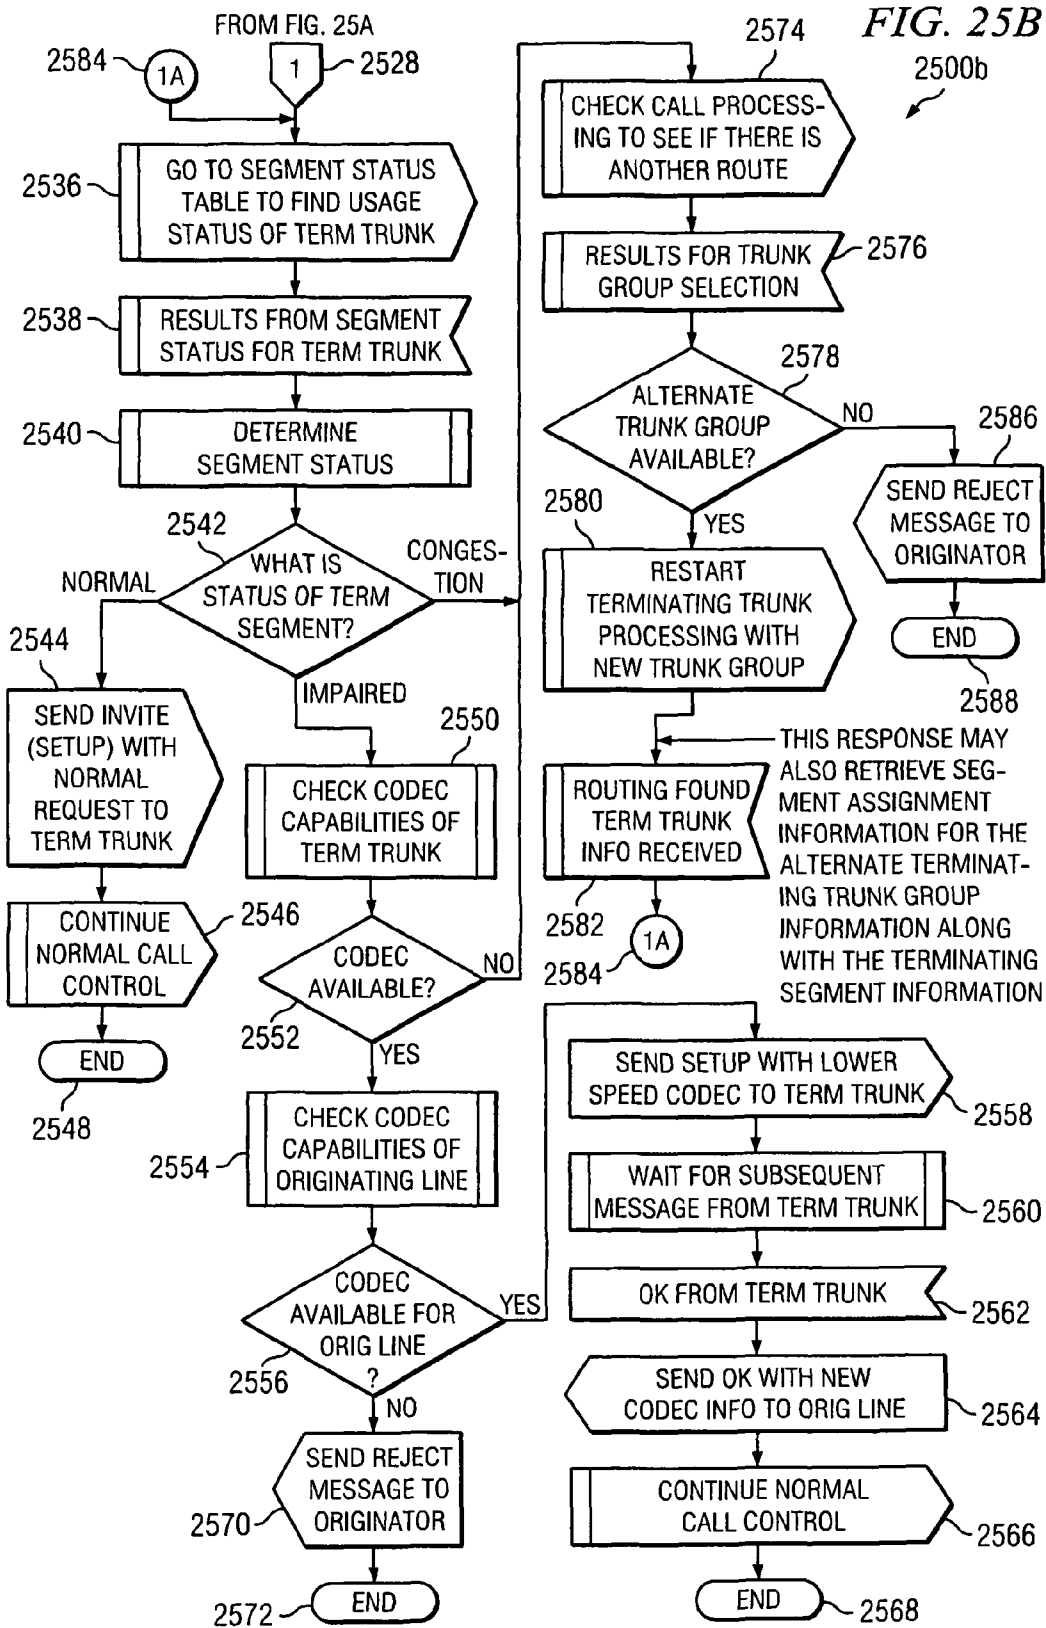 FIG. 25B
2500b
FROM FIG. 25A
2584
1A
1
2528
2536
GO TO SEGMENT STATUS
TABLE TO FIND USAGE
STATUS OF TERM TRUNK
2538
RESULTS FROM SEGMENT
STATUS FOR TERM TRUNK
2540
DETERMINE
SEGMENT STATUS
2542
WHAT IS
STATUS OF TERM
SEGMENT?
NORMAL
CONGES-
TION
IMPAIRED
2544
SEND INVITE
(SETUP) WITH
NORMAL
REQUEST TO
TERM TRUNK
2546
CONTINUE
NORMAL CALL
CONTROL
END
2548
2550
CHECK CODEC
CAPABILITIES OF
TERM TRUNK
CODEC
AVAILABLE?
NO
2552
YES
2554
CHECK CODEC
CAPABILITIES OF
ORIGINATING LINE
CODEC
AVAILABLE FOR
ORIG LINE
?
YES
2556
NO
SEND REJECT
MESSAGE TO
ORIGINATOR
2570
END
2572
2574
CHECK CALL PROCESS-
ING TO SEE IF THERE IS
ANOTHER ROUTE
2576
RESULTS FOR TRUNK
GROUP SELECTION
2578
ALTERNATE
TRUNK GROUP
AVAILABLE?
NO
2586
SEND REJECT
MESSAGE TO
ORIGINATOR
END
2588
YES
2580
RESTART
TERMINATING TRUNK
PROCESSING WITH
NEW TRUNK GROUP
ROUTING FOUND
TERM TRUNK
INFO RECEIVED
2582
1A
2584
THIS RESPONSE MAY
ALSO RETRIEVE SEG-
MENT ASSIGNMENT
INFORMATION FOR THE
ALTERNATE TERMINAT-
ING TRUNK GROUP
INFORMATION ALONG
WITH THE TERMINATING
SEGMENT INFORMATION
SEND SETUP WITH LOWER
SPEED CODEC TO TERM TRUNK
2558
WAIT FOR SUBSEQUENT
MESSAGE FROM TERM TRUNK
2560
OK FROM TERM TRUNK
2562
SEND OK WITH NEW
CODEC INFO TO ORIG LINE
2564
CONTINUE NORMAL
CALL CONTROL
2566
END
2568